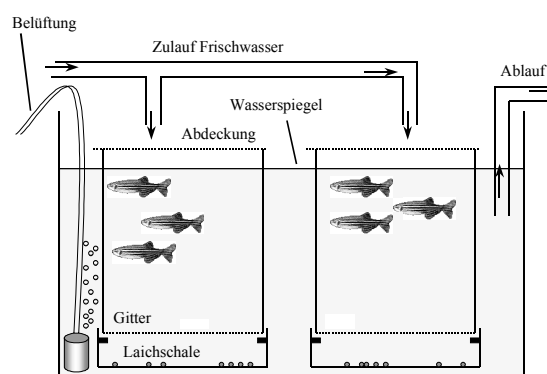 Belüftung
Zulauf Frischwasser
Ablauf
Wasserspiegel
Abdeckung
Gitter
Laichschale